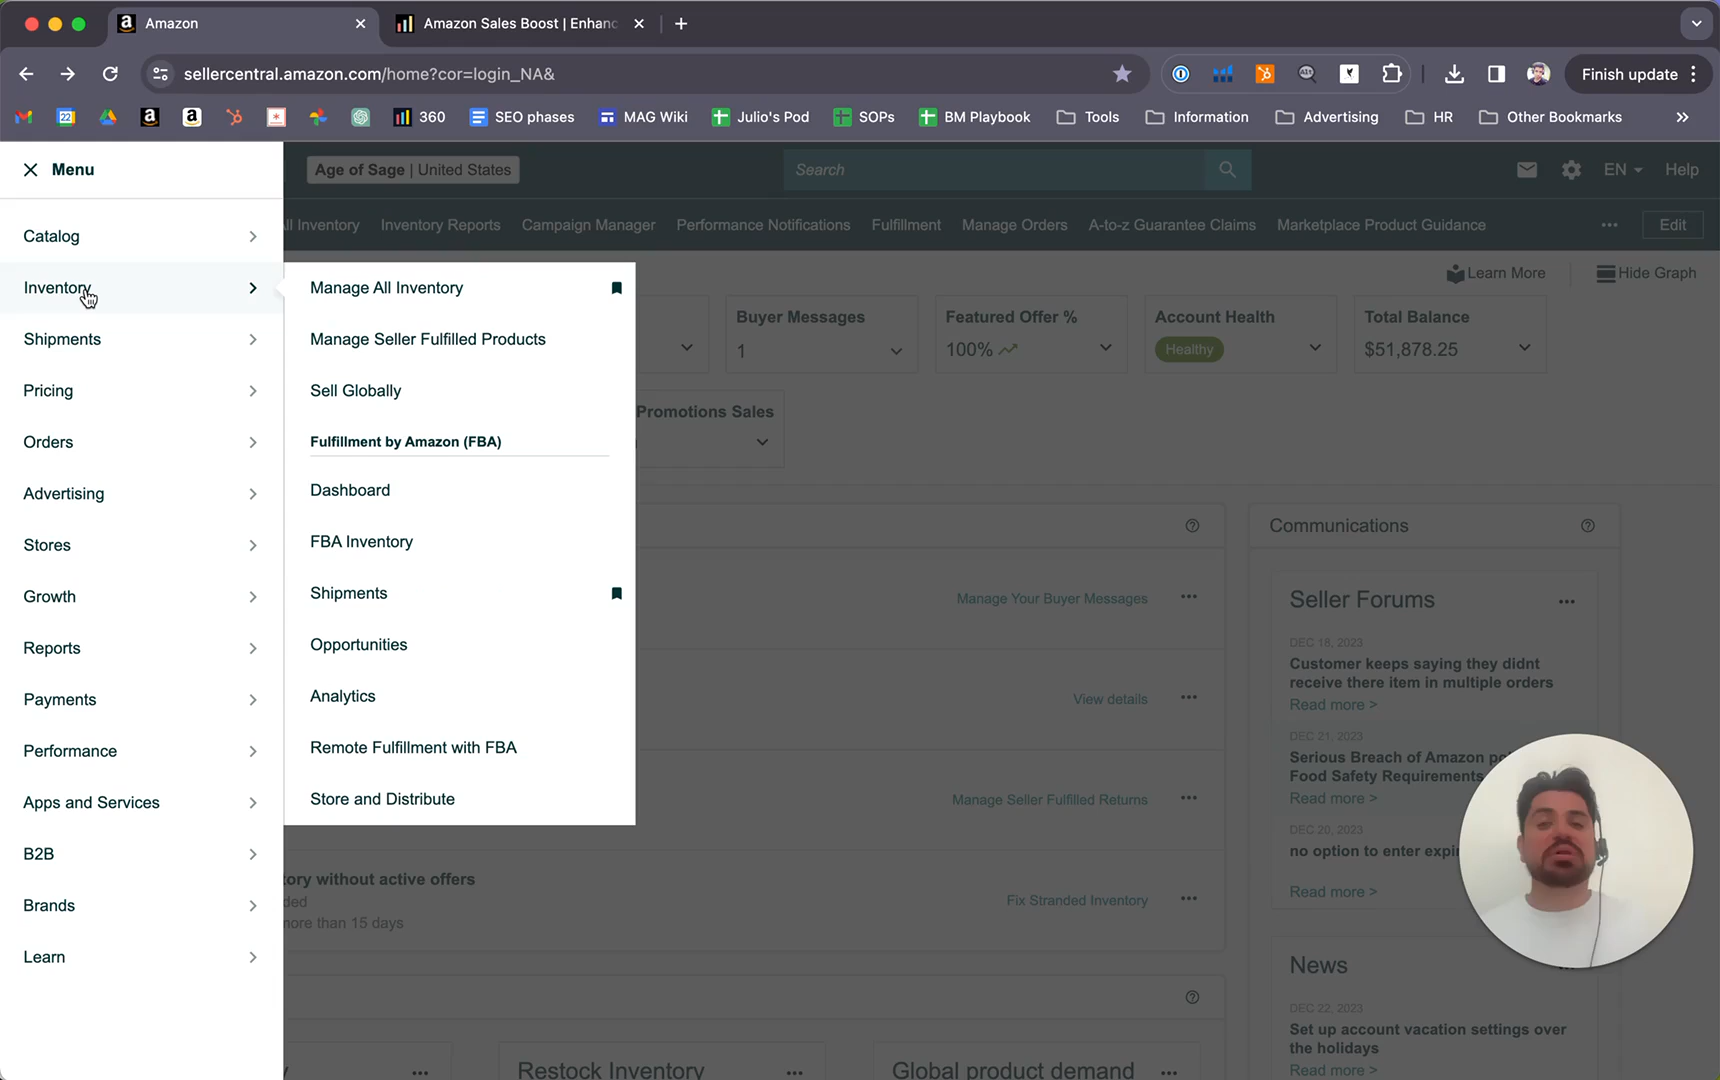 Amazon
Amazon Sales Boost | Enhanc
sellercentral.amazon.com/home?cor=login_NA&
Finish update
22
360
SEO phases
MAG Wiki
Julio's Pod
SOPs
BM Playbook
Tools
Information
Advertising
HR
Other Bookmarks
Menu
Age of Sage | United States
Search
EN
Help
ll Inventory
Inventory Reports
Campaign Manager
Performance Notifications
Fulfillment
Manage Orders
A-to-z Guarantee Claims
Marketplace Product Guidance
Edit
Learn More
Hide Graph
Catalog
Inventory
Shipments
Pricing
Orders
Advertising
Stores
Growth
Reports
Payments
Performance
Apps and Services
B2B
Brands
Learn
Manage All Inventory
Manage Seller Fulfilled Products
Sell Globally
Fulfillment by Amazon (FBA)
Dashboard
FBA Inventory
Shipments
Opportunities
Analytics
Remote Fulfillment with FBA
Store and Distribute
Buyer Messages
1
Featured Offer %
100%
Account Health
Healthy
Total Balance
$51,878.25
Promotions Sales
Manage Your Buyer Messages
View details
Manage Seller Fulfilled Returns
tory without active offers
ded
more than 15 days
Fix Stranded Inventory
Restock Inventory
Global product demand
Communications
Seller Forums
DEC 18, 2023
Customer keeps saying they didnt
receive there item in multiple orders
Read more >
DEC 21, 2023
Serious Breach of Amazon po
Food Safety Requirements
Read more >
DEC 20, 2023
no option to enter expi
Read more >
News
DEC 22, 2023
Set up account vacation settings over
the holidays
Read more >